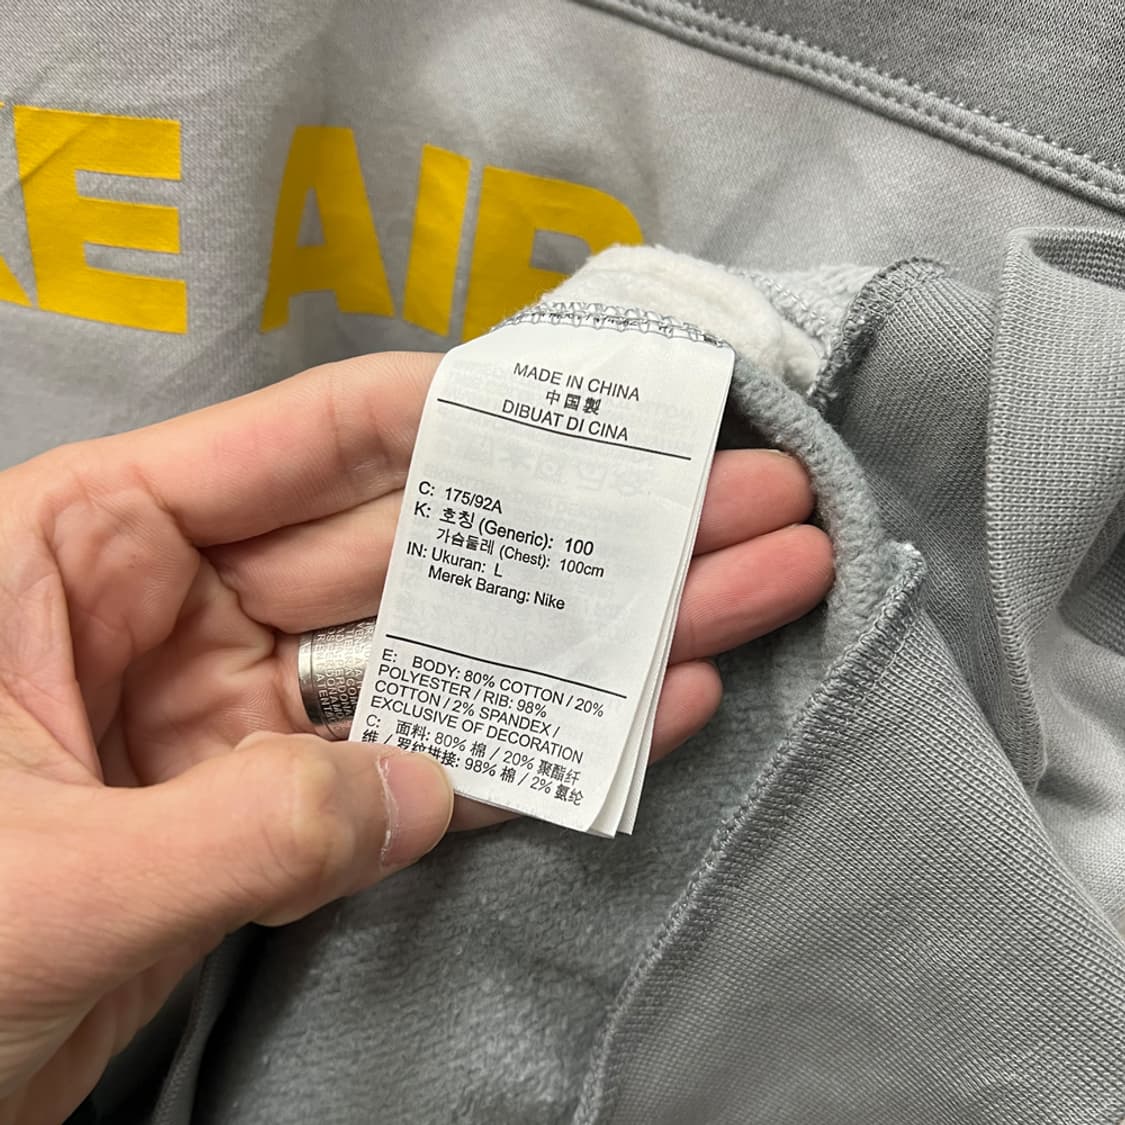 KE AIR
MADE IN CHINA
中国製
DIBUAT DI CINA
C: 175/92A
K: 호칭 (Generic): 100
가슴둘레 (Chest): 100cm
IN: Ukuran: L
Merek Barang: Nike
E: BODY: 80% COTTON / 20%
POLYESTER / RIB: 98%
COTTON / 2% SPANDEX /
EXCLUSIVE OF DECORATION
C: 面料: 80% 棉 / 20% 聚酯纤
维 / 罗纹拼接: 98% 棉 / 2% 氨纶